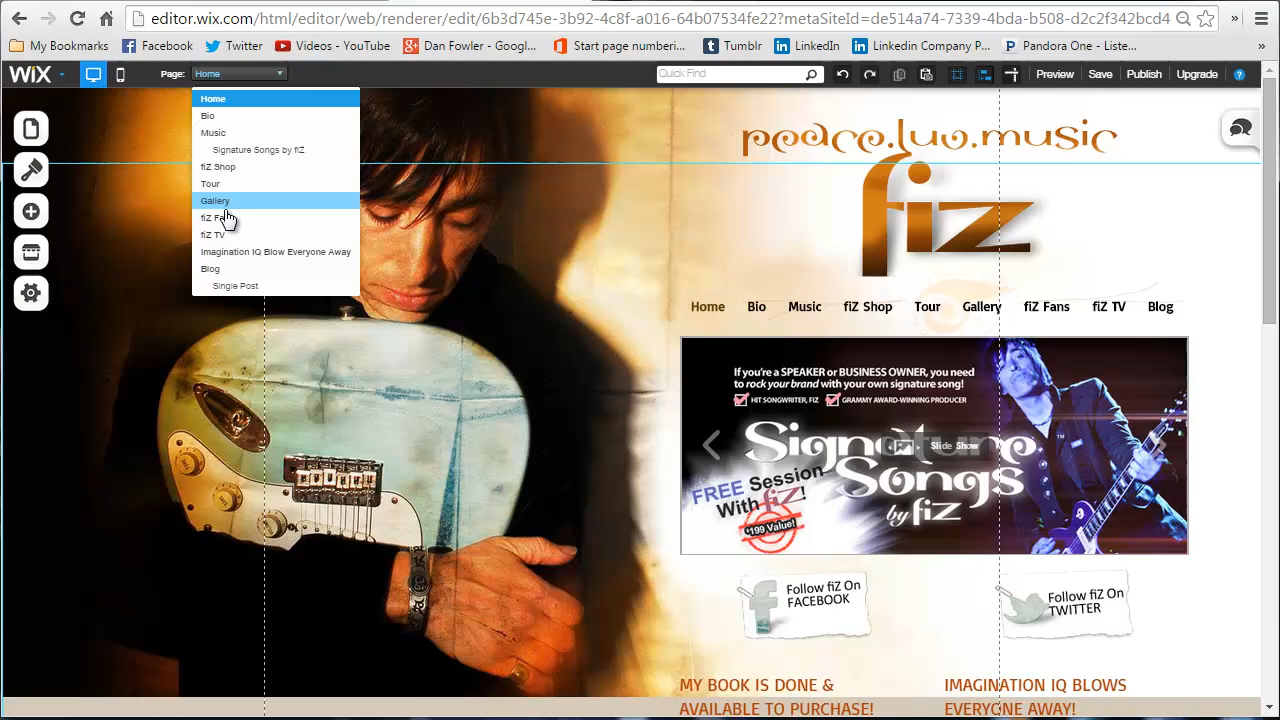 editor.wix.com/html/editor/web/renderer/edit/6b3d745e-3b92-4c8f-a016-64b07534fe22?metaSiteId=de514a74-7339-4bda-b508-d2c2f342bcd4
My Bookmarks Facebook Twitter Videos - YouTube Dan Fowler - Googl... Start page numberi... Tumblr LinkedIn Linkedin Company P... Pandora One - Liste... »
WIX Page: Home Quick Find Preview Save Publish Upgrade ?
Home
Bio
Music
Signature Songs by fiZ
fiZ Shop
Tour
Gallery
fiZ
fiZ TV
Imagination IQ Blow Everyone Away
Blog
Single Post
peace.luv.music
fiz
Home Bio Music fiZ Shop Tour Gallery fiZ Fans fiZ TV Blog
If you're a SPEAKER or BUSINESS OWNER, you need
to rock your brand with your own signature song!
HIT SONGWRITER, FIZ GRAMMY AWARD-WINNING PRODUCER
Signature
Slide Show
Songs
by fiZ
FREE Session
With fiZ!
$199 Value!
Follow fiZ On
FACEBOOK
Follow fiZ On
TWITTER
MY BOOK IS DONE &
AVAILABLE TO PURCHASE!
IMAGINATION IQ BLOWS
EVERYONE AWAY!